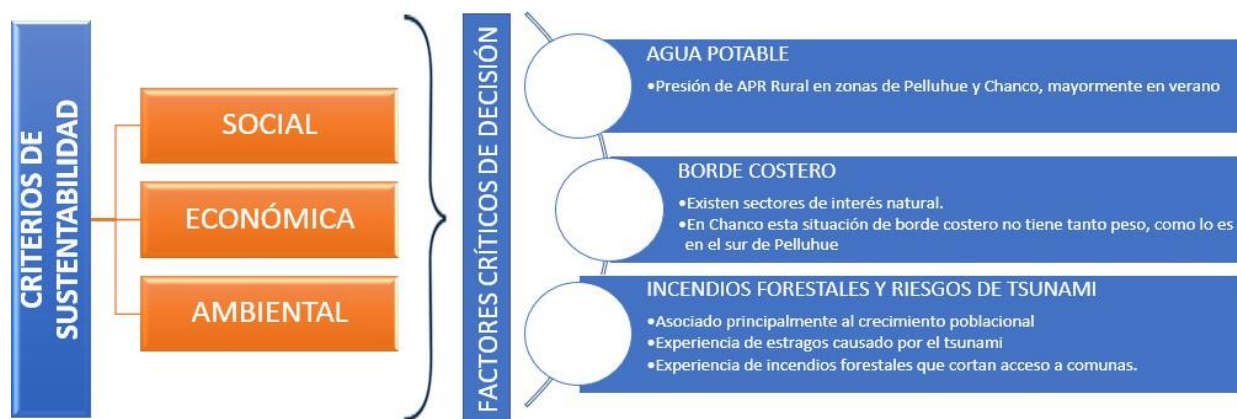 CRITERIOS DE
SUSTENTABILIDAD
SOCIAL
ECONÓMICA
AMBIENTAL
FACTORES CRÍTICOS DE DECISIÓN
AGUA POTABLE
•Presión de APR Rural en zonas de Pelluhue y Chanco, mayormente en verano
BORDE COSTERO
•Existen sectores de interés natural.
•En Chanco esta situación de borde costero no tiene tanto peso, como lo es
en el sur de Pelluhue
INCENDIOS FORESTALES Y RIESGOS DE TSUNAMI
•Asociado principalmente al crecimiento poblacional
•Experiencia de estragos causado por el tsunami
•Experiencia de incendios forestales que cortan acceso a comunas.